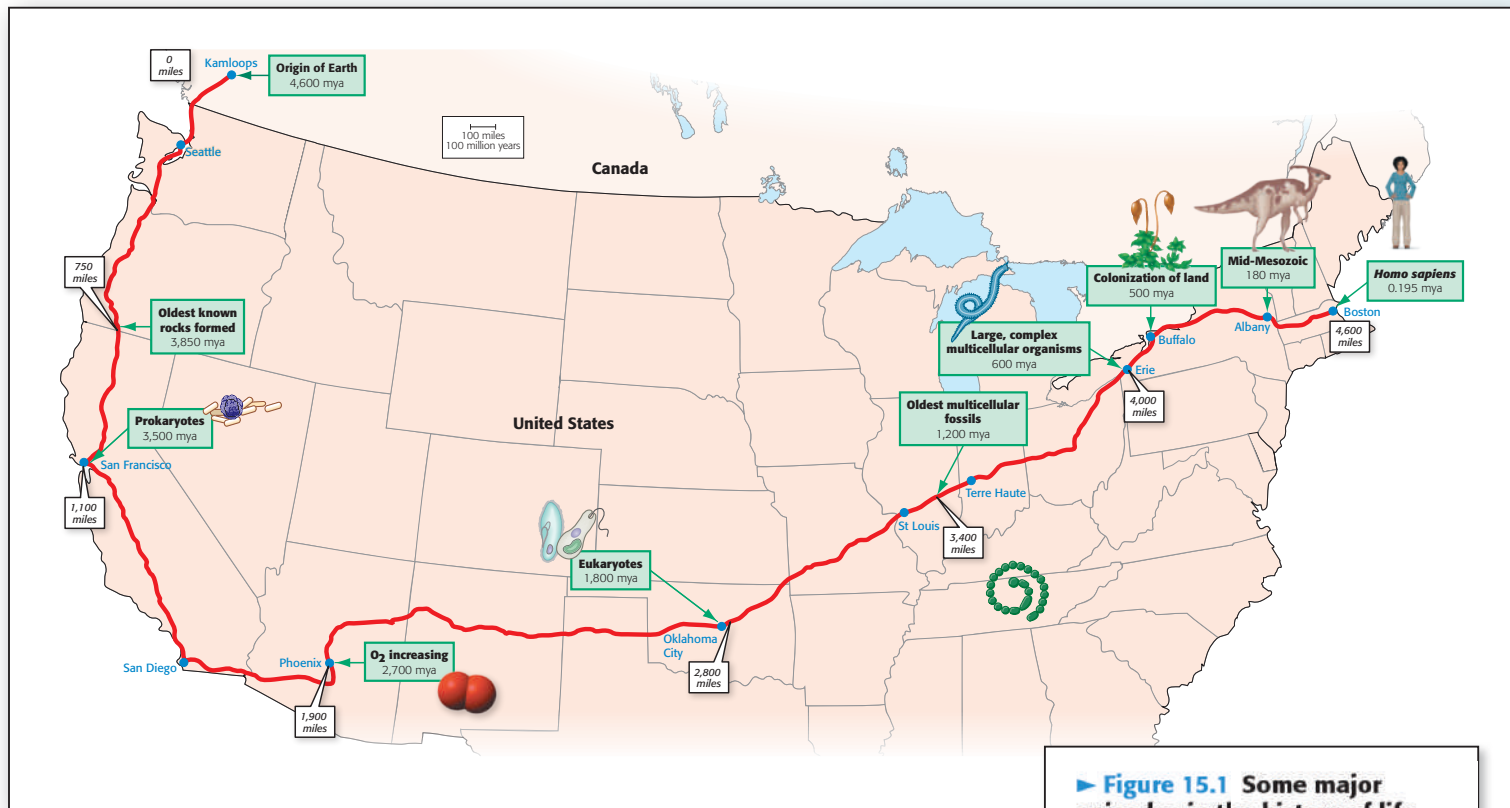 0
miles
Kamloops
Origin of Earth
4,600 mya
100 miles
100 million years
Seattle
Canada
750
miles
Oldest known
rocks formed
3,850 mya
Prokaryotes
3,500 mya
San Francisco
1,100
miles
United States
San Diego
Phoenix
O₂ increasing
2,700 mya
1,900
miles
Eukaryotes
1,800 mya
Oklahoma
City
2,800
miles
St Louis
Terre Haute
3,400
miles
Oldest multicellular
fossils
1,200 mya
Large, complex
multicellular organisms
600 mya
Erie
4,000
miles
Colonization of land
500 mya
Buffalo
Mid-Mesozoic
180 mya
Albany
Homo sapiens
0.195 mya
Boston
4,600
miles
► Figure 15.1 Some major
in the history of life